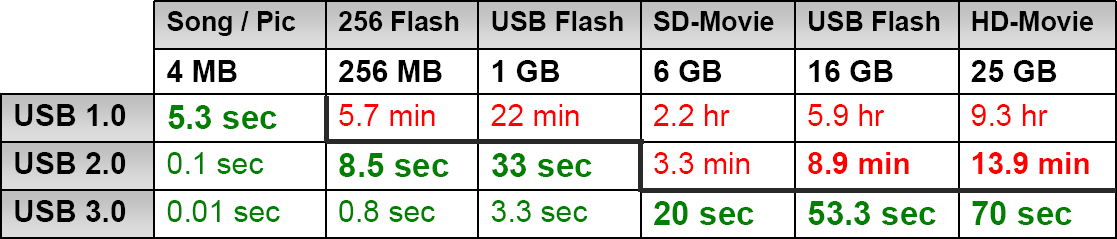 Song / Pic 256 Flash USB Flash SD-Movie USB Flash HD-Movie
4 MB 256 MB 1 GB 6 GB 16 GB 25 GB
USB 1.0 5.3 sec 5.7 min 22 min 2.2 hr 5.9 hr 9.3 hr
USB 2.0 0.1 sec 8.5 sec 33 sec 3.3 min 8.9 min 13.9 min
USB 3.0 0.01 sec 0.8 sec 3.3 sec 20 sec 53.3 sec 70 sec